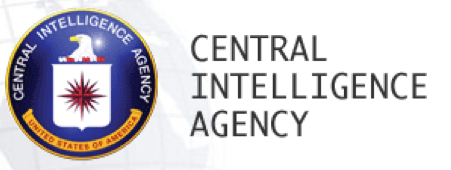 CENTRAL INTELLIGENCE AGENCY
UNITED STATES OF AMERICA
CENTRAL
INTELLIGENCE
AGENCY